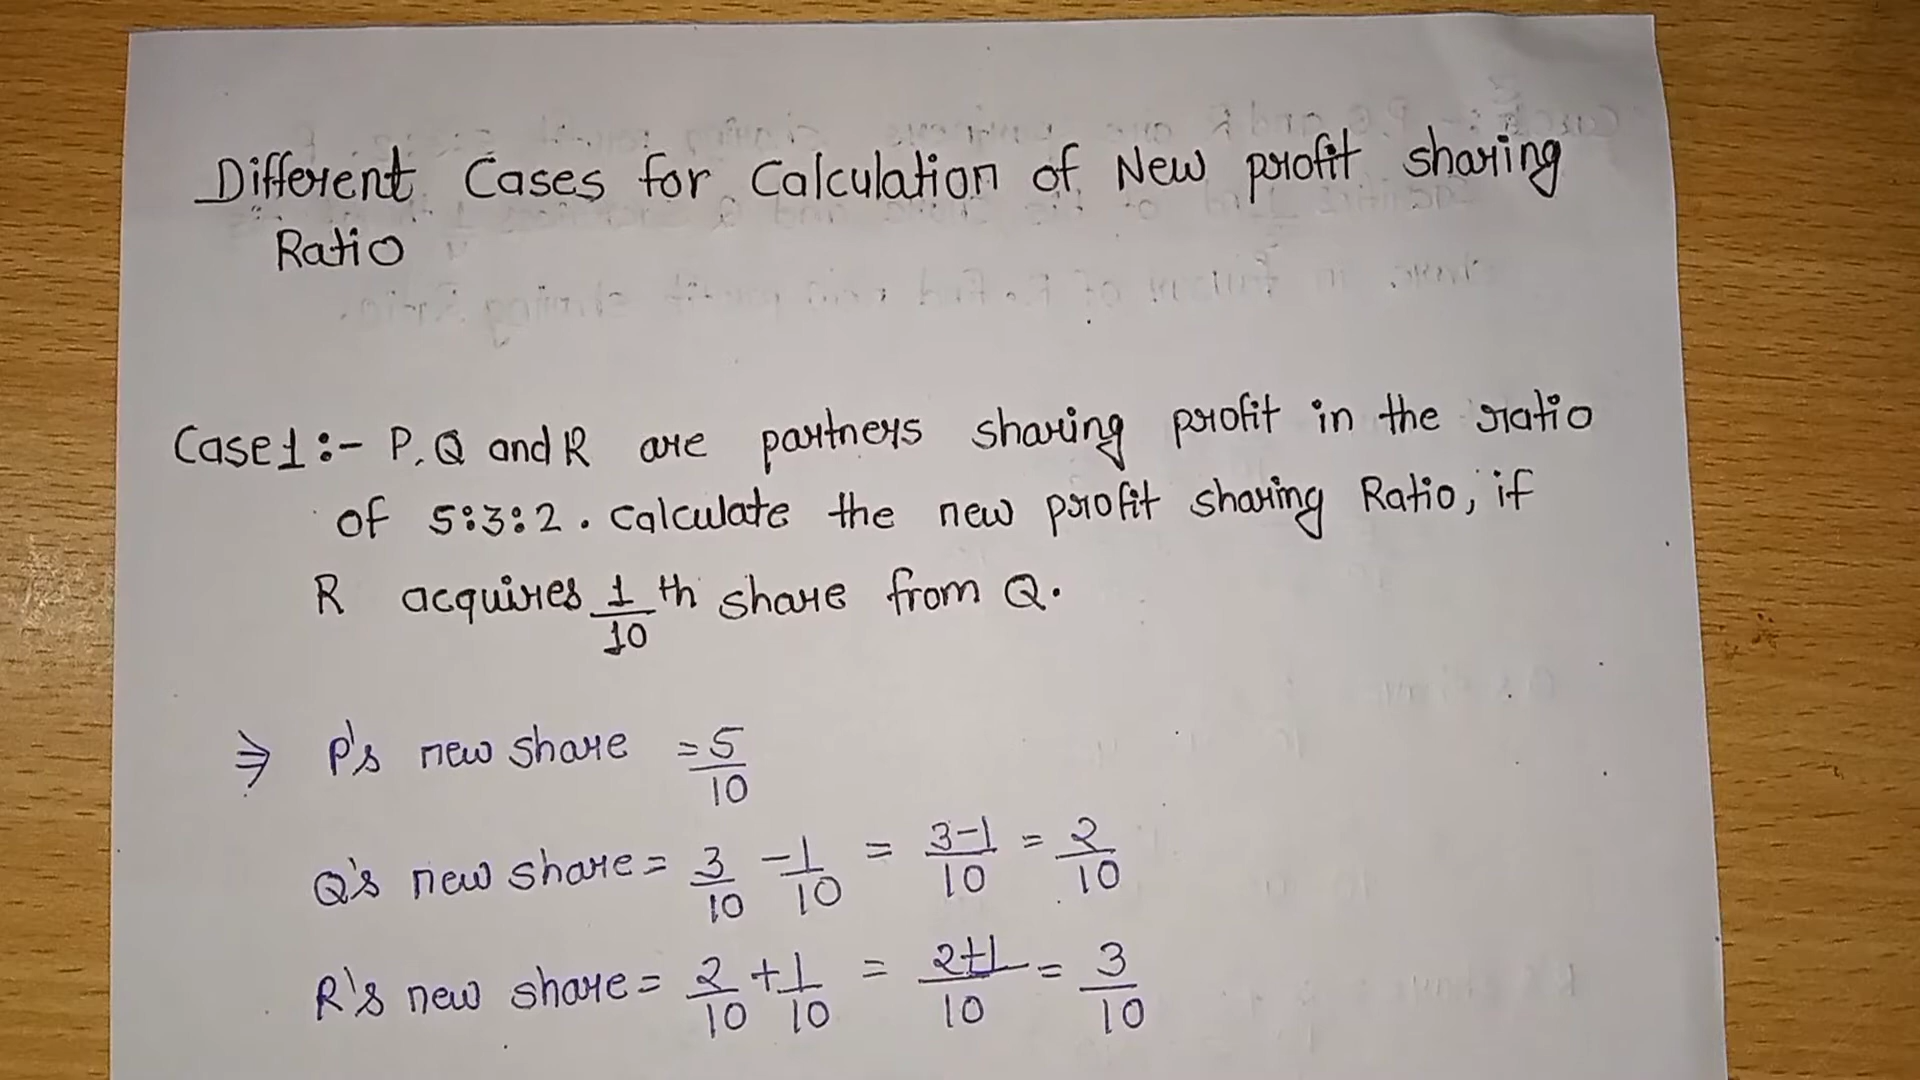 Different Cases for Calculation of New profit sharing
Ratio
Case1:- P, Q and R are partners sharing profit in the ratio
of 5:3:2. Calculate the new profit sharing Ratio, if
R acquires 1/10 th share from Q.
⇒ P's new share = 5/10
Q's new share = 3/10 - 1/10 = 3-1/10 = 2/10
R's new share = 2/10 + 1/10 = 2+1/10 = 3/10